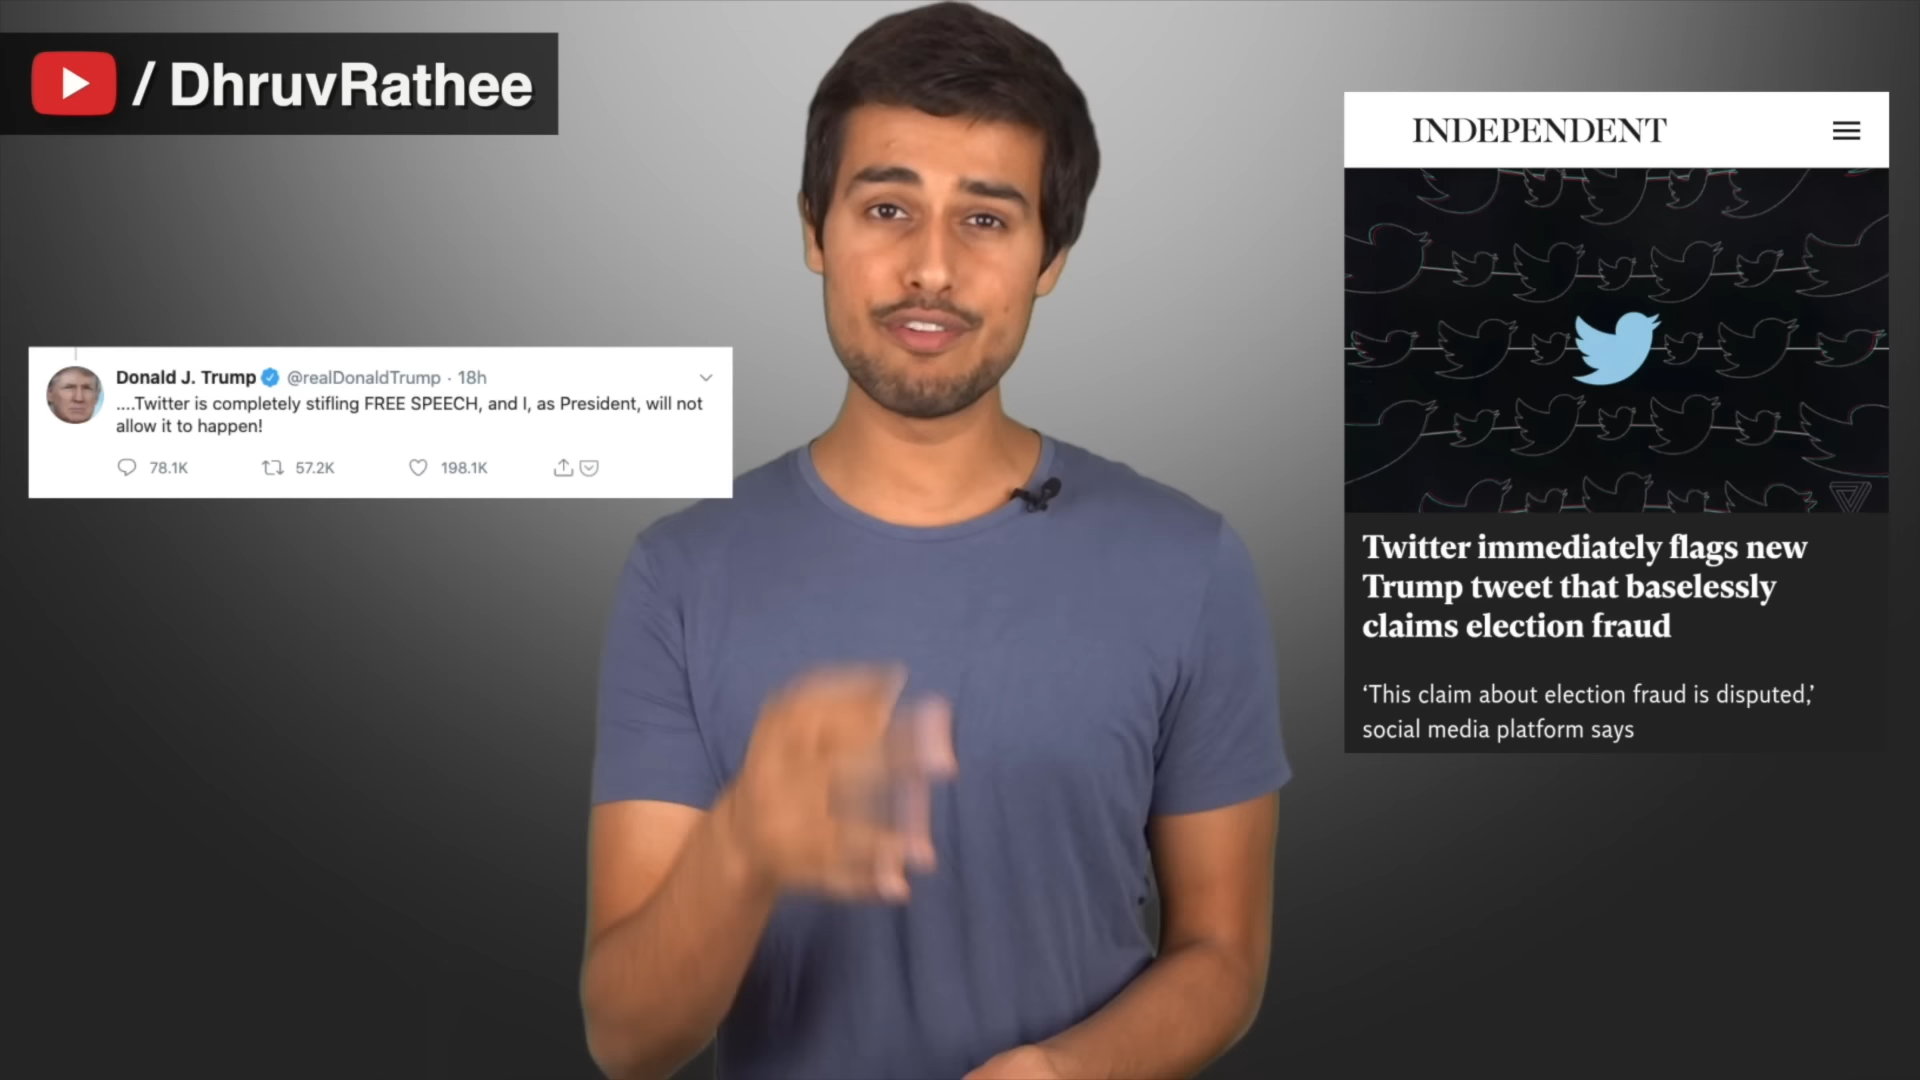 / DhruvRathee
Donald J. Trump @realDonaldTrump · 18h
....Twitter is completely stifling FREE SPEECH, and I, as President, will not
allow it to happen!
78.1K 57.2K 198.1K
INDEPENDENT
Twitter immediately flags new
Trump tweet that baselessly
claims election fraud
‘This claim about election fraud is disputed,’
social media platform says